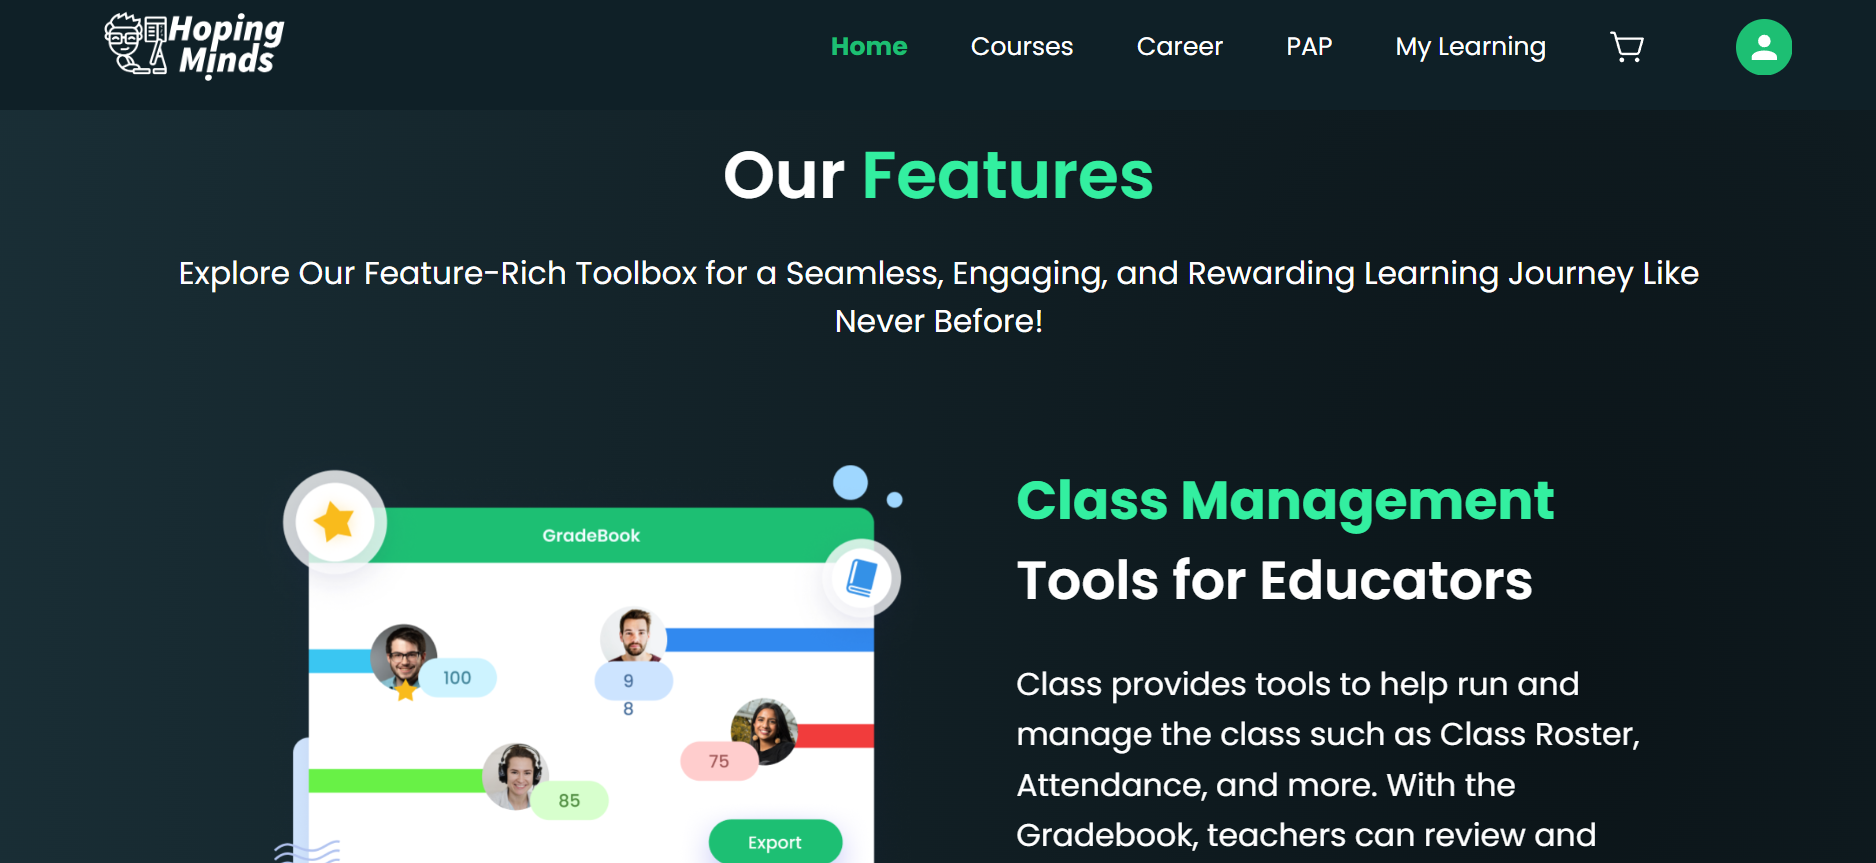 Hoping
Minds
Home
Courses
Career
PAP
My Learning
Our Features
Explore Our Feature-Rich Toolbox for a Seamless, Engaging, and Rewarding Learning Journey Like
Never Before!
GradeBook
100
9
8
75
85
Export
Class Management
Tools for Educators
Class provides tools to help run and
manage the class such as Class Roster,
Attendance, and more. With the
Gradebook, teachers can review and